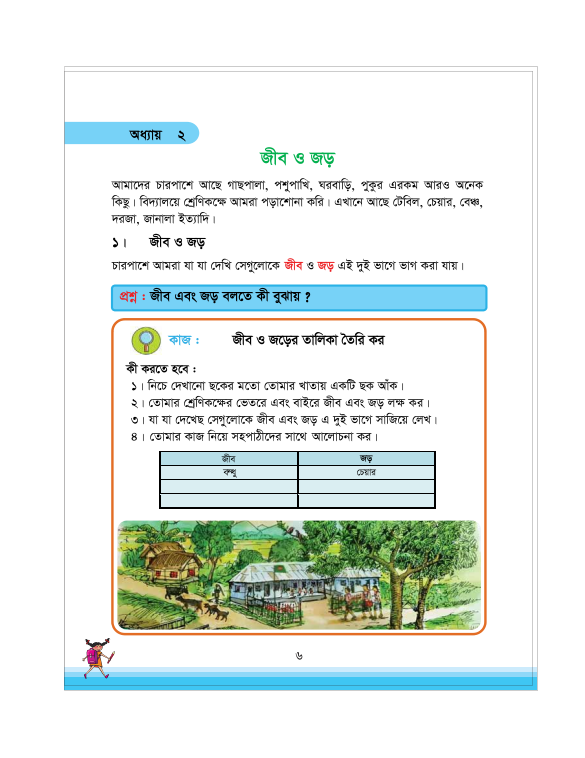 অধ্যায় ২
জীব ও জড়
আমাদের চারপাশে আছে গাছপালা, পশুপাখি, ঘরবাড়ি, পুকুর এরকম আরও অনেক
কিছু। বিদ্যালয়ে শ্রেণিকক্ষে আমরা পড়াশোনা করি। এখানে আছে টেবিল, চেয়ার, বেঞ্চ,
দরজা, জানালা ইত্যাদি।
১। জীব ও জড়
চারপাশে আমরা যা যা দেখি সেগুলোকে জীব ও জড় এই দুই ভাগে ভাগ করা যায়।
প্রশ্ন : জীব এবং জড় বলতে কী বুঝায় ?
কাজ : জীব ও জড়ের তালিকা তৈরি কর
কী করতে হবে :
১। নিচে দেখানো ছকের মতো তোমার খাতায় একটি ছক আঁক।
২। তোমার শ্রেণিকক্ষের ভেতরে এবং বাইরে জীব এবং জড় লক্ষ কর।
৩। যা যা দেখেছ সেগুলোকে জীব এবং জড় এ দুই ভাগে সাজিয়ে লেখ।
৪। তোমার কাজ নিয়ে সহপাঠীদের সাথে আলোচনা কর।
জীব জড়
বন্ধু চেয়ার
৬